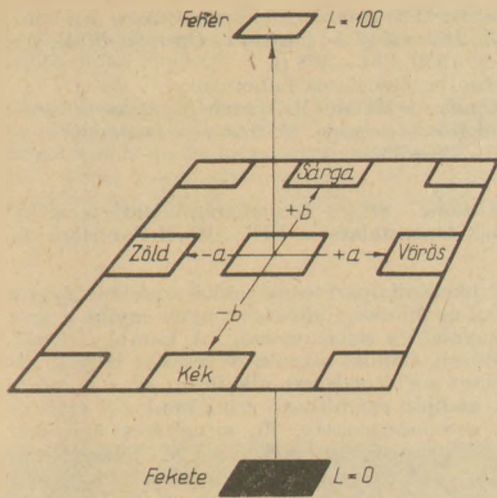 Fehér L=100
Sárga
+b
Zöld -a +a Vörös
-b
Kék
Fekete L=0